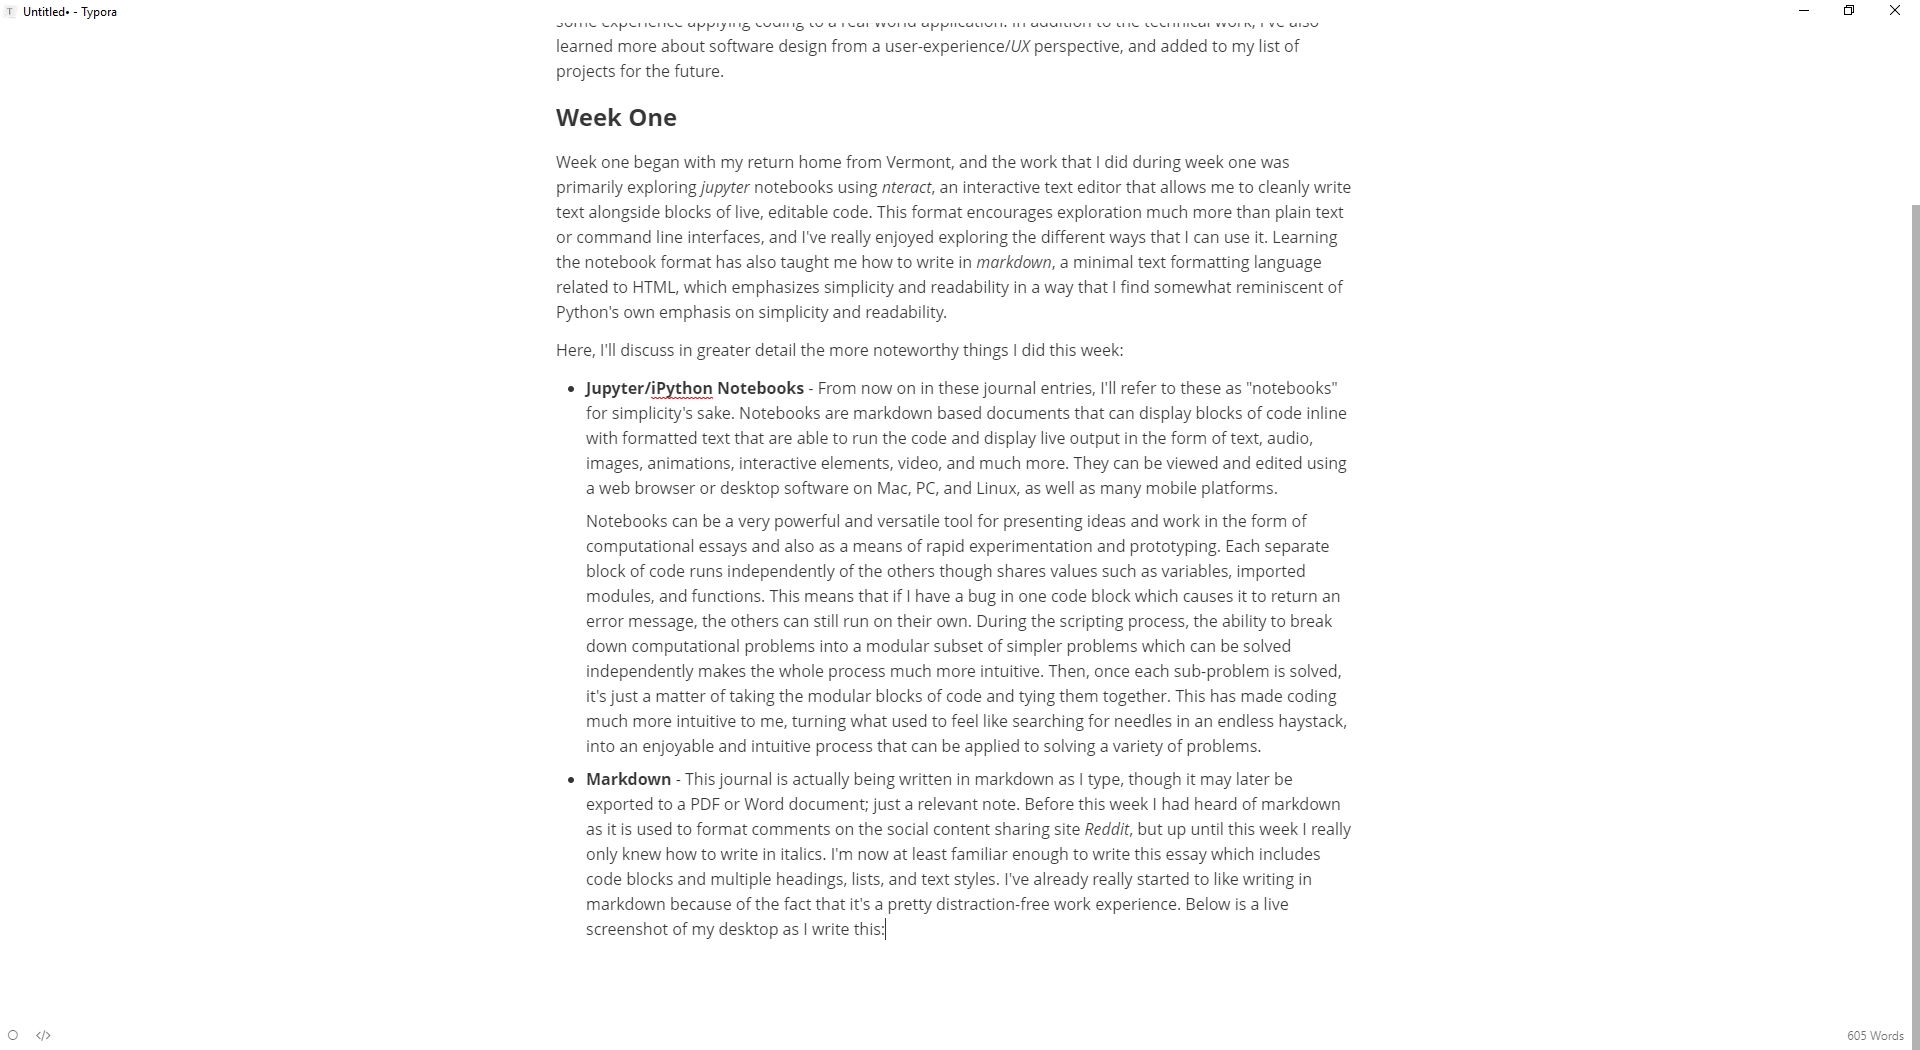 Untitled• - Typora
some experience applying coding to a real world application. In addition to the technical work, I've also
learned more about software design from a user-experience/UX perspective, and added to my list of
projects for the future.
Week One
Week one began with my return home from Vermont, and the work that I did during week one was
primarily exploring jupyter notebooks using nteract, an interactive text editor that allows me to cleanly write
text alongside blocks of live, editable code. This format encourages exploration much more than plain text
or command line interfaces, and I've really enjoyed exploring the different ways that I can use it. Learning
the notebook format has also taught me how to write in markdown, a minimal text formatting language
related to HTML, which emphasizes simplicity and readability in a way that I find somewhat reminiscent of
Python's own emphasis on simplicity and readability.
Here, I'll discuss in greater detail the more noteworthy things I did this week:
• Jupyter/iPython Notebooks - From now on in these journal entries, I'll refer to these as "notebooks"
for simplicity's sake. Notebooks are markdown based documents that can display blocks of code inline
with formatted text that are able to run the code and display live output in the form of text, audio,
images, animations, interactive elements, video, and much more. They can be viewed and edited using
a web browser or desktop software on Mac, PC, and Linux, as well as many mobile platforms.
Notebooks can be a very powerful and versatile tool for presenting ideas and work in the form of
computational essays and also as a means of rapid experimentation and prototyping. Each separate
block of code runs independently of the others though shares values such as variables, imported
modules, and functions. This means that if I have a bug in one code block which causes it to return an
error message, the others can still run on their own. During the scripting process, the ability to break
down computational problems into a modular subset of simpler problems which can be solved
independently makes the whole process much more intuitive. Then, once each sub-problem is solved,
it's just a matter of taking the modular blocks of code and tying them together. This has made coding
much more intuitive to me, turning what used to feel like searching for needles in an endless haystack,
into an enjoyable and intuitive process that can be applied to solving a variety of problems.
• Markdown - This journal is actually being written in markdown as I type, though it may later be
exported to a PDF or Word document; just a relevant note. Before this week I had heard of markdown
as it is used to format comments on the social content sharing site Reddit, but up until this week I really
only knew how to write in italics. I'm now at least familiar enough to write this essay which includes
code blocks and multiple headings, lists, and text styles. I've already really started to like writing in
markdown because of the fact that it's a pretty distraction-free work experience. Below is a live
screenshot of my desktop as I write this:
</> 605 Words